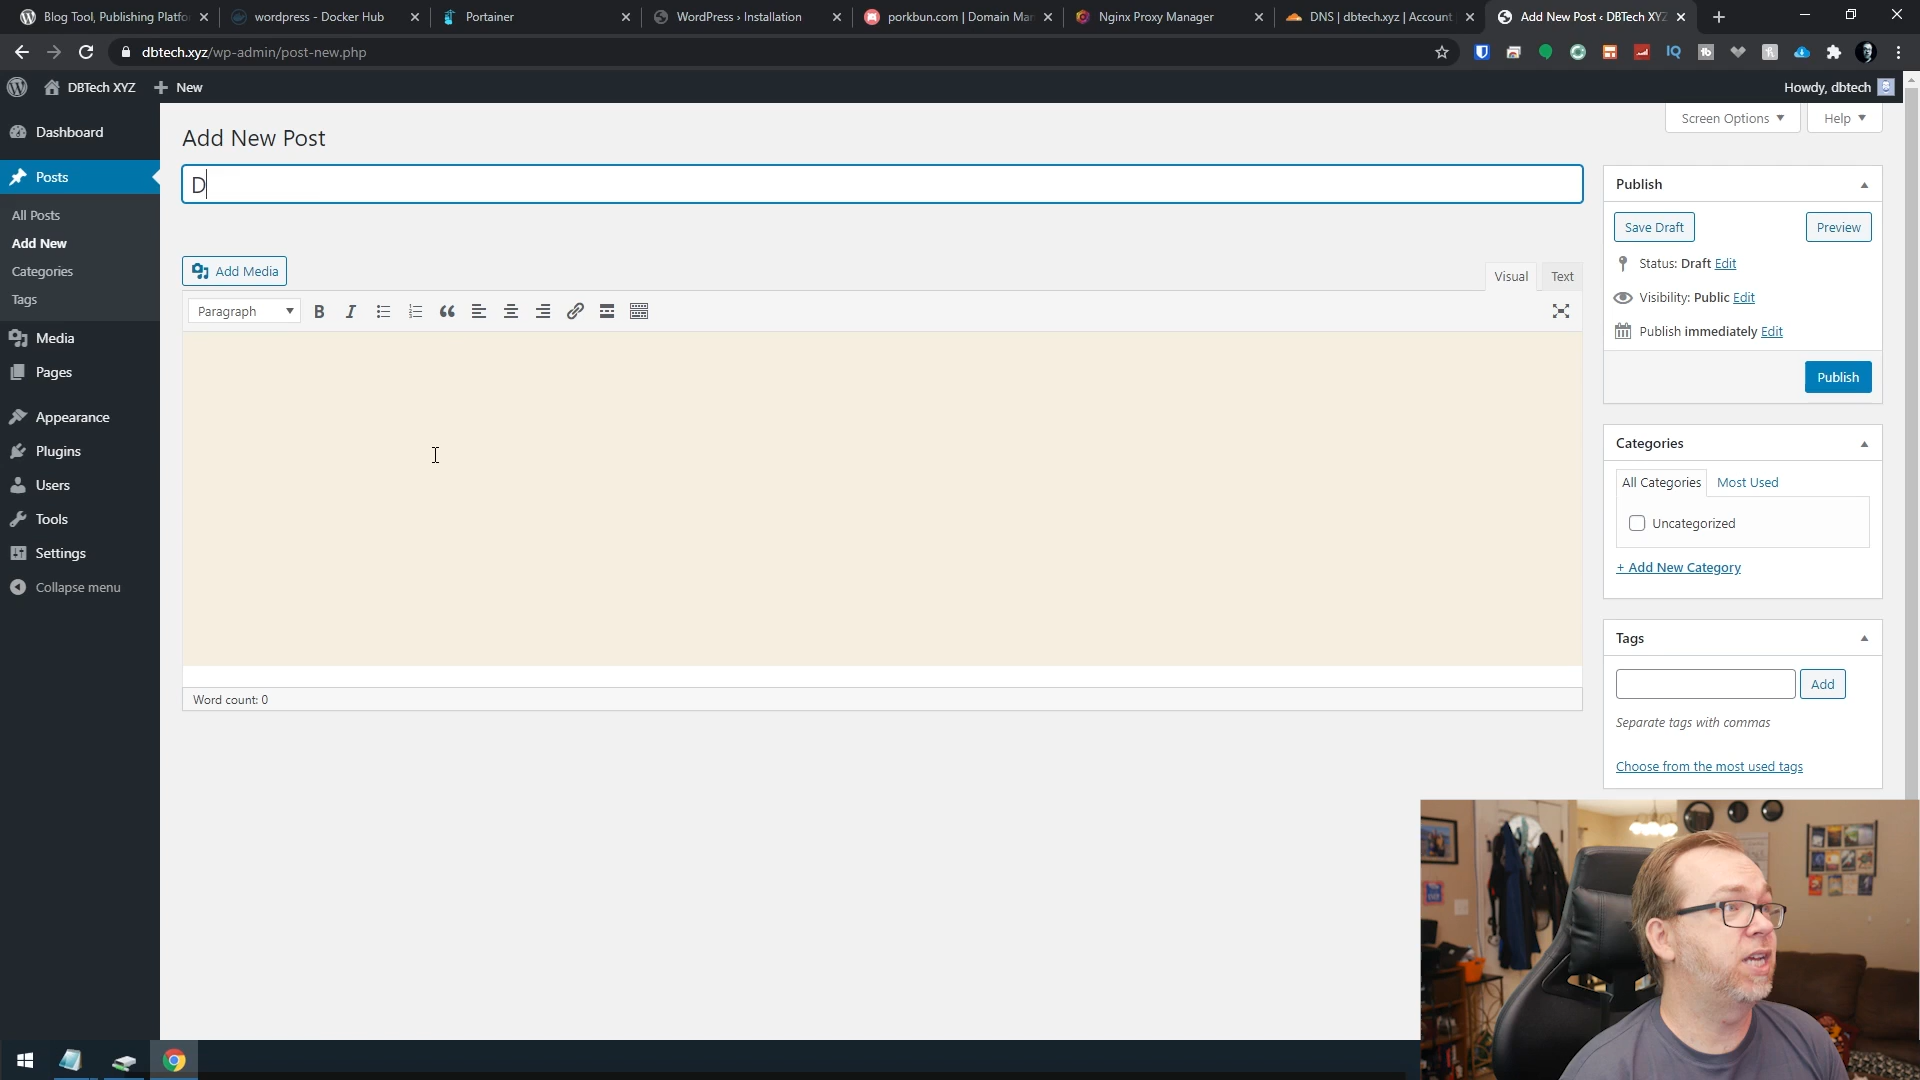 Blog Tool, Publishing Platfo
wordpress - Docker Hub
Portainer
WordPress › Installation
porkbun.com | Domain Mar
Nginx Proxy Manager
DNS | dbtech.xyz | Account
Add New Post ‹ DBTech XYZ
dbtech.xyz/wp-admin/post-new.php
DBTech XYZ
New
Howdy, dbtech
Dashboard
Posts
All Posts
Add New
Categories
Tags
Media
Pages
Appearance
Plugins
Users
Tools
Settings
Collapse menu
Screen Options
Help
Add New Post
D
Add Media
Visual
Text
Paragraph
B
I
Word count: 0
Publish
Save Draft
Preview
Status: Draft Edit
Visibility: Public Edit
Publish immediately Edit
Publish
Categories
All Categories
Most Used
Uncategorized
+ Add New Category
Tags
Add
Separate tags with commas
Choose from the most used tags